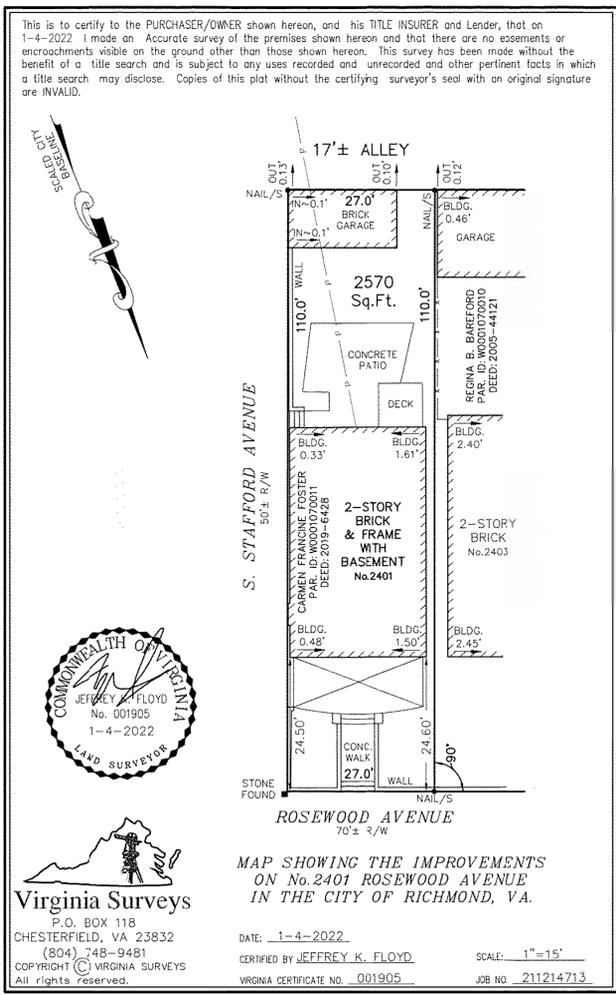 This is to certify to the PURCHASER/OWNER shown hereon, and his TITLE INSURER and Lender, that on
1-4-2022 I made an Accurate survey of the premises shown hereon and that there are no easements or
encroachments visible on the ground other than those shown hereon. This survey has been made without the
benefit of a title search and is subject to any uses recorded and unrecorded and other pertinent facts in which
a title search may disclose. Copies of this plat without the certifying surveyor's seal with an original signature
are INVALID.
SCALED CITY
BASELINE
17'± ALLEY
OUT
0.13'
OUT
0.10'
OUT
0.12'
NAIL/S
IN~0.1'
27.0'
BRICK
GARAGE
IN~0.1'
NAIL/S
BLDG.
0.46'
GARAGE
P
P
P
P
WALL
110.0'
2570
Sq.Ft.
110.0'
CONCRETE
PATIO
DECK
REGINA B. BAREFORD
PAR. ID: W0001070010
DEED: 2005-44121
S. STAFFORD AVENUE
50'± R/W
BLDG.
0.33'
BLDG.
1.61'
BLDG.
2.40'
CARMEN FRANCINE FOSTER
PAR. ID: W0001070011
DEED: 2019-6428
2-STORY
BRICK
& FRAME
WITH
BASEMENT
No.2401
2-STORY
BRICK
No.2403
BLDG.
0.48'
BLDG.
1.50'
BLDG.
2.45'
24.50'
24.60'
CONC.
WALK
27.0'
WALL
90°
STONE
FOUND
NAIL/S
ROSEWOOD AVENUE
70'± R/W
COMMONWEALTH OF VIRGINIA
JEFFREY K. FLOYD
No. 001905
1-4-2022
LAND SURVEYOR
Virginia Surveys
P.O. BOX 118
CHESTERFIELD, VA 23832
(804) 748-9481
COPYRIGHT © VIRGINIA SURVEYS
All rights reserved.
MAP SHOWING THE IMPROVEMENTS
ON No.2401 ROSEWOOD AVENUE
IN THE CITY OF RICHMOND, VA.
DATE: 1-4-2022
CERTIFIED BY JEFFREY K. FLOYD
SCALE: 1"=15'
VIRGINIA CERTIFICATE NO. 001905
JOB NO. 211214713